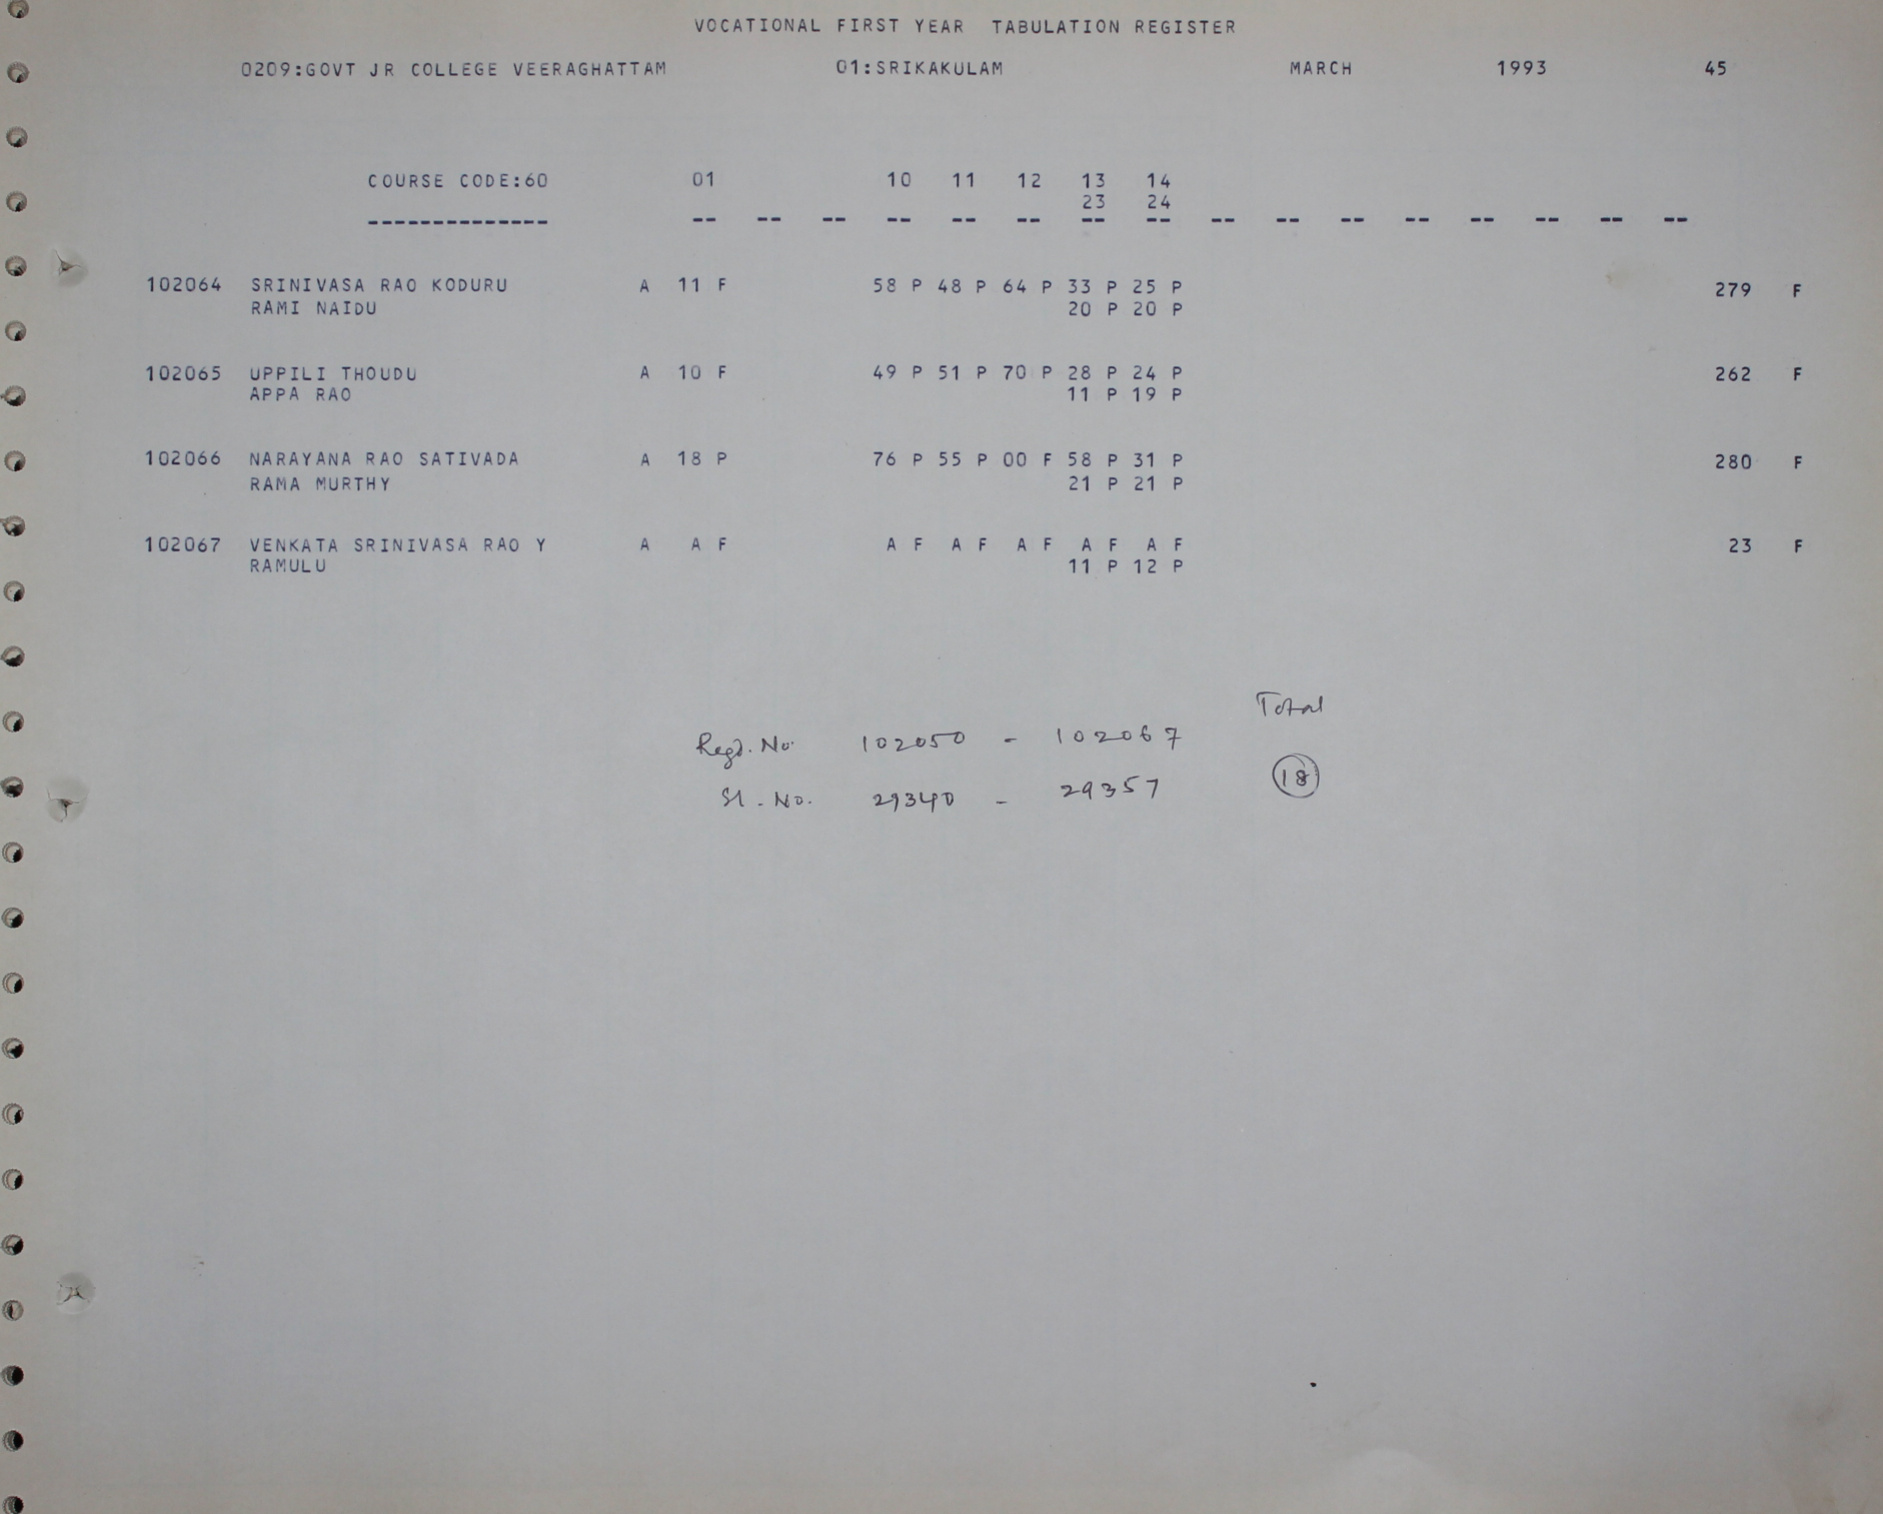 VOCATIONAL FIRST YEAR TABULATION REGISTER
0209:GOVT JR COLLEGE VEERAGHATTAM 01:SRIKAKULAM MARCH 1993 45
COURSE CODE:60 01 10 11 12 13 14
23 24
-------------- -- -- -- -- -- -- -- -- -- -- -- -- -- -- -- --
102064 SRINIVASA RAO KODURU A 11 F 58 P 48 P 64 P 33 P 25 P 279 F
RAMI NAIDU 20 P 20 P
102065 UPPILI THOUDU A 10 F 49 P 51 P 70 P 28 P 24 P 262 F
APPA RAO 11 P 19 P
102066 NARAYANA RAO SATIVADA A 18 P 76 P 55 P 00 F 58 P 31 P 280 F
RAMA MURTHY 21 P 21 P
102067 VENKATA SRINIVASA RAO Y A A F A F A F A F A F A F 23 F
RAMULU 11 P 12 P
Total
Regd. No. 102050 - 102067
Sl. No. 29340 - 29357 18